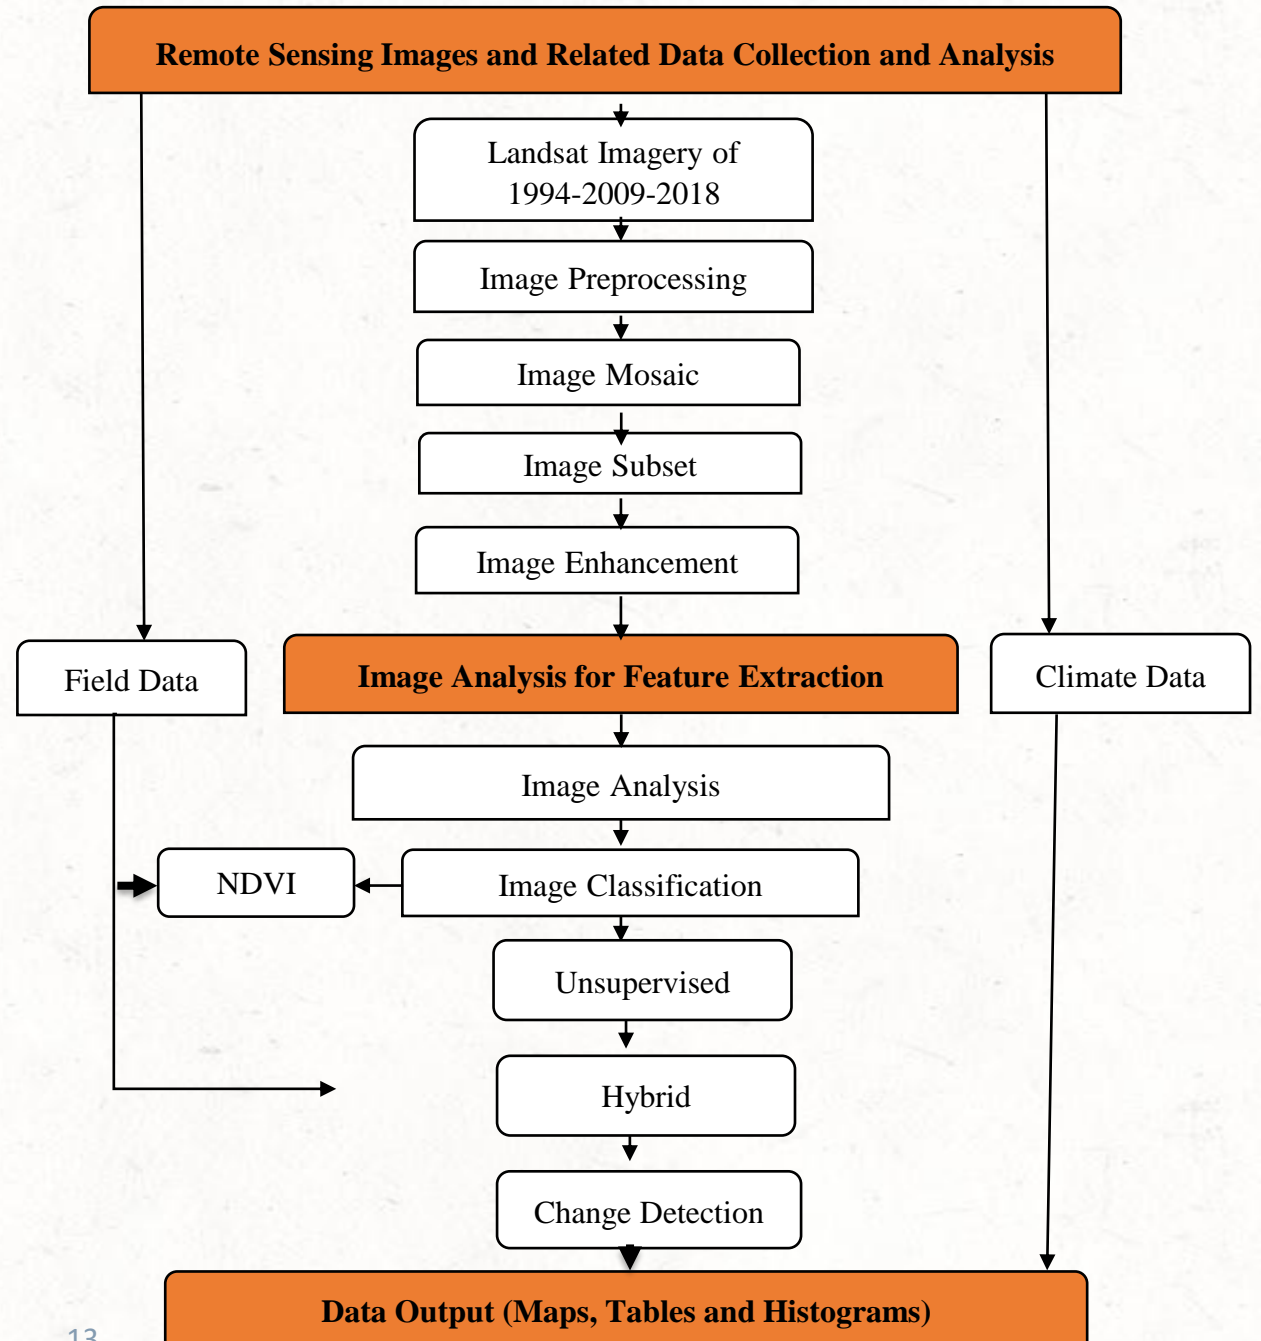 Remote Sensing Images and Related Data Collection and Analysis
Landsat Imagery of
1994-2009-2018
Image Preprocessing
Image Mosaic
Image Subset
Image Enhancement
Field Data
Image Analysis for Feature Extraction
Climate Data
Image Analysis
NDVI
Image Classification
Unsupervised
Hybrid
Change Detection
Data Output (Maps, Tables and Histograms)
13